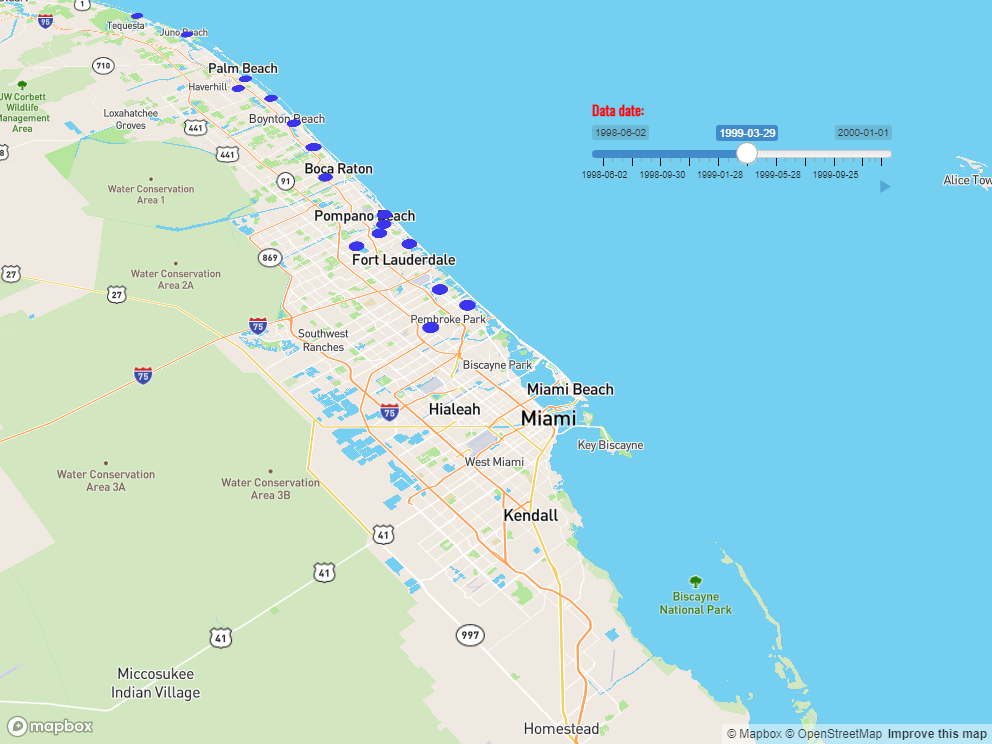 1
95
Tequesta
Juno Beach
710
Palm Beach
Haverhill
JW Corbett
Wildlife
Management
Area
Loxahatchee
Groves
441
Boynton Beach
441
Boca Raton
91
Water Conservation
Area 1
Pompano Beach
869
Fort Lauderdale
27
Water Conservation
Area 2A
27
75
Pembroke Park
Southwest
Ranches
75
Biscayne Park
Miami Beach
Hialeah
75
Miami
Key Biscayne
West Miami
Water Conservation
Area 3A
Water Conservation
Area 3B
Kendall
41
41
Biscayne
National Park
997
41
Miccosukee
Indian Village
Homestead
Data date:
1998-06-02
1999-03-29
2000-01-01
1998-06-02
1998-09-30
1999-01-28
1999-05-28
1999-09-25
Alice Tow
mapbox
© Mapbox © OpenStreetMap Improve this map